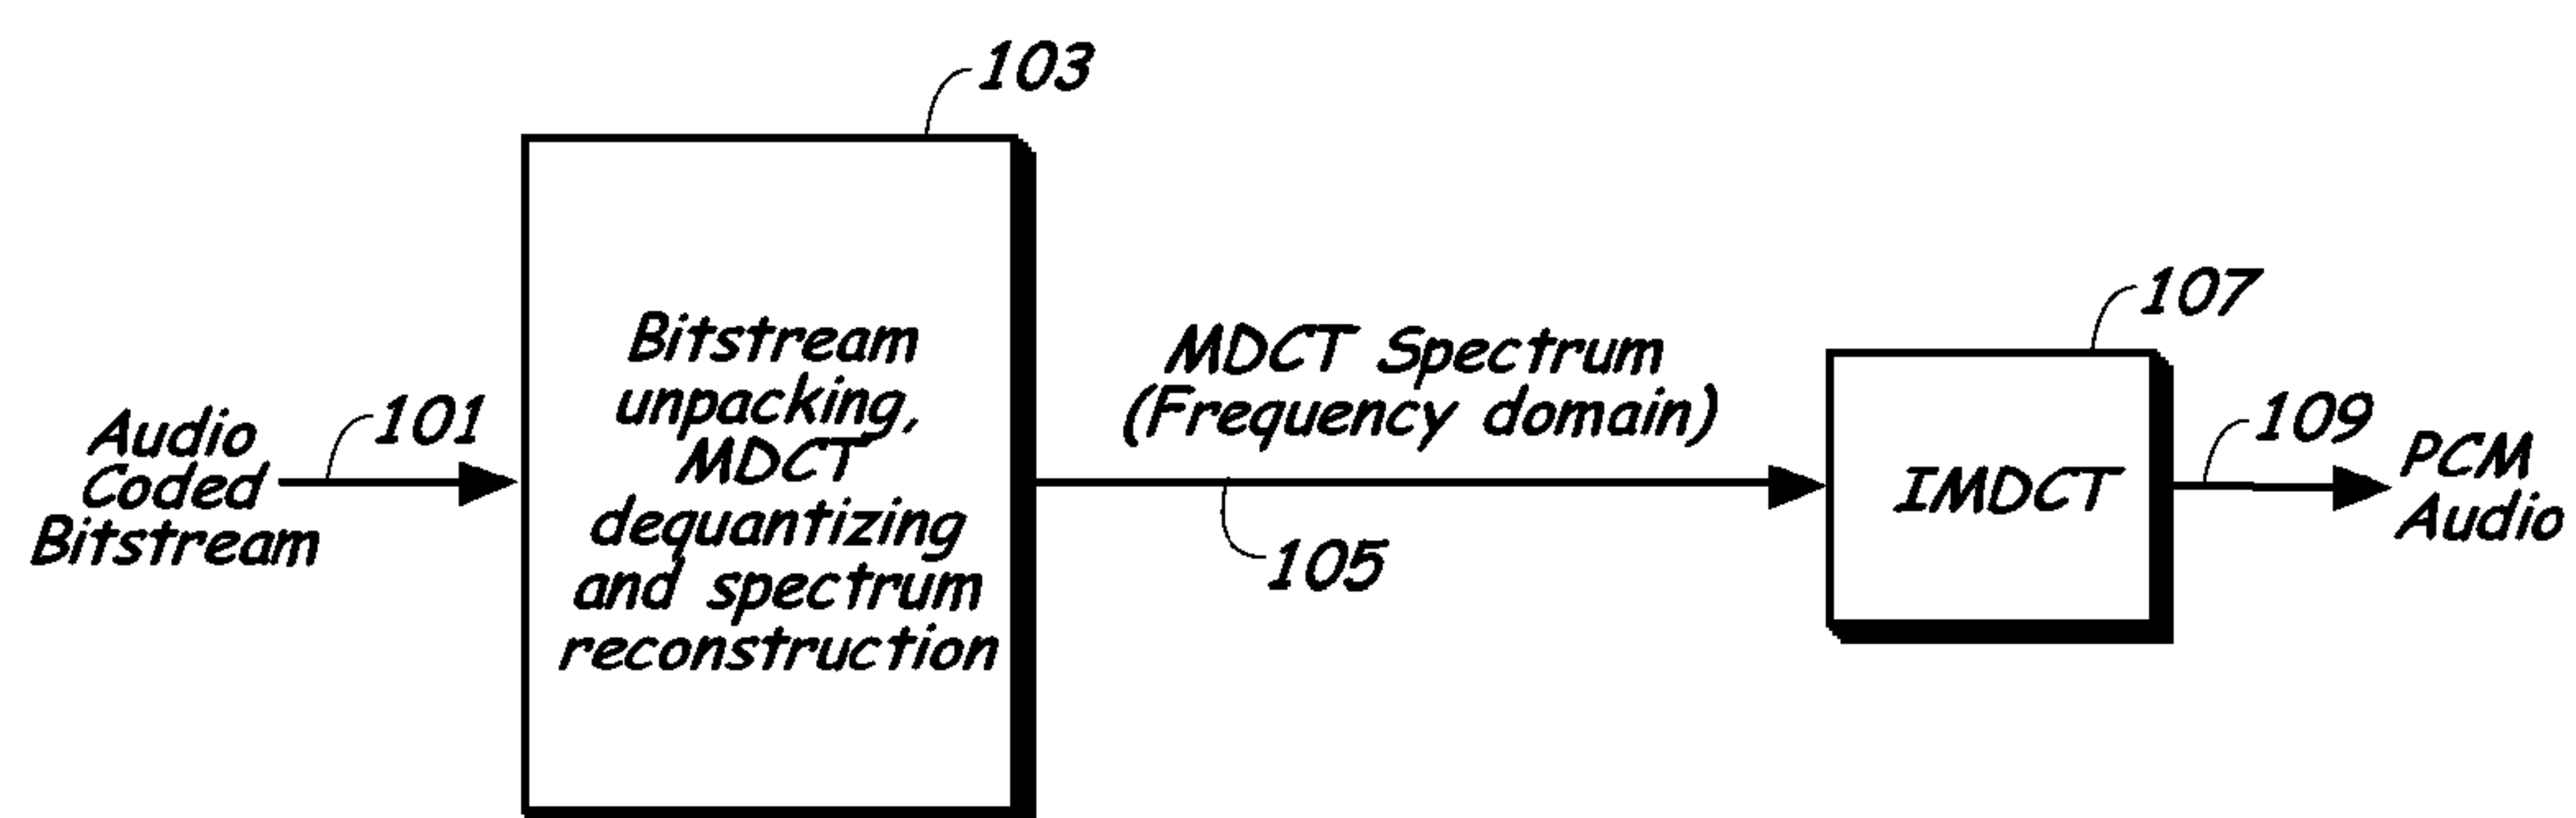 103
Audio
Coded
Bitstream
101
Bitstream
unpacking,
MDCT
dequantizing
and spectrum
reconstruction
MDCT Spectrum
(Frequency domain)
105
107
IMDCT
109
PCM
Audio